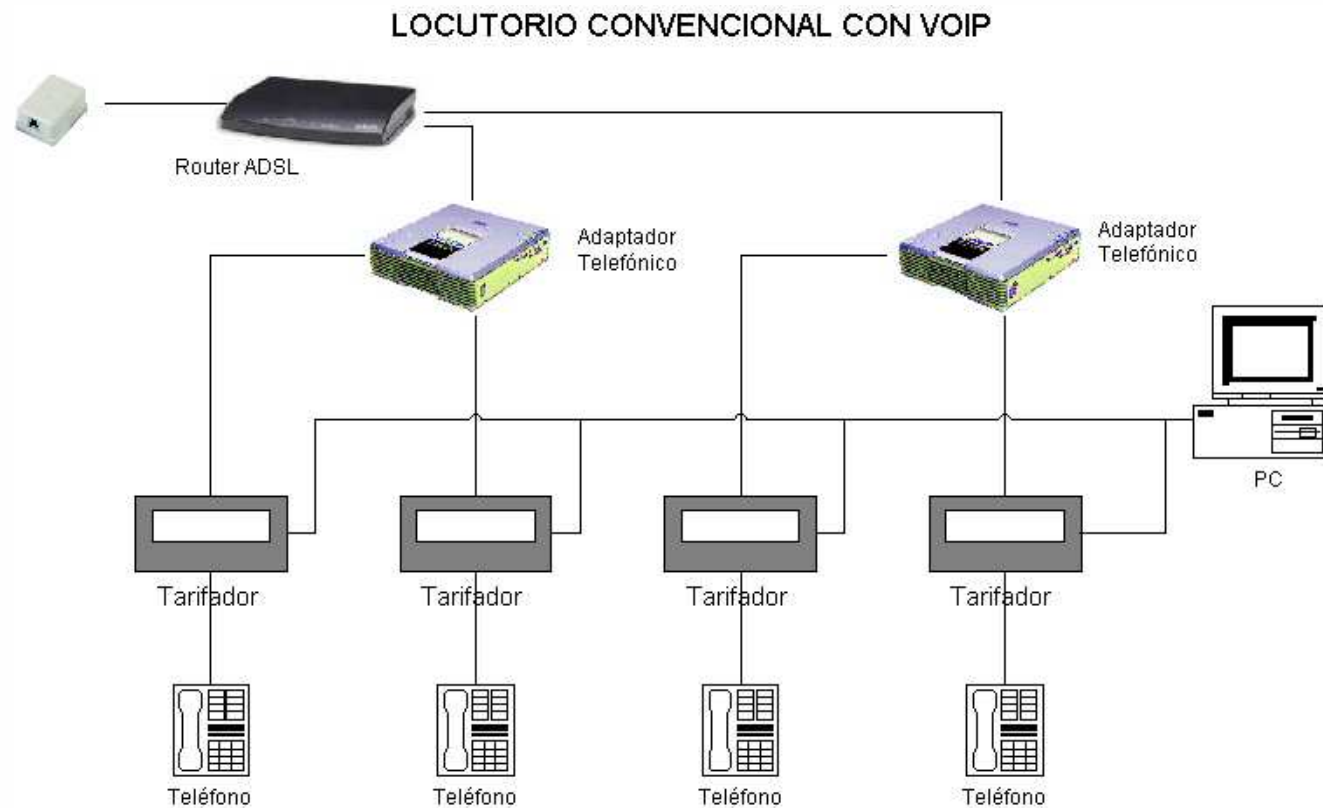 LOCUTORIO CONVENCIONAL CON VOIP
Router ADSL
Adaptador
Telefónico
Adaptador
Telefónico
PC
Tarifador
Tarifador
Tarifador
Tarifador
Teléfono
Teléfono
Teléfono
Teléfono